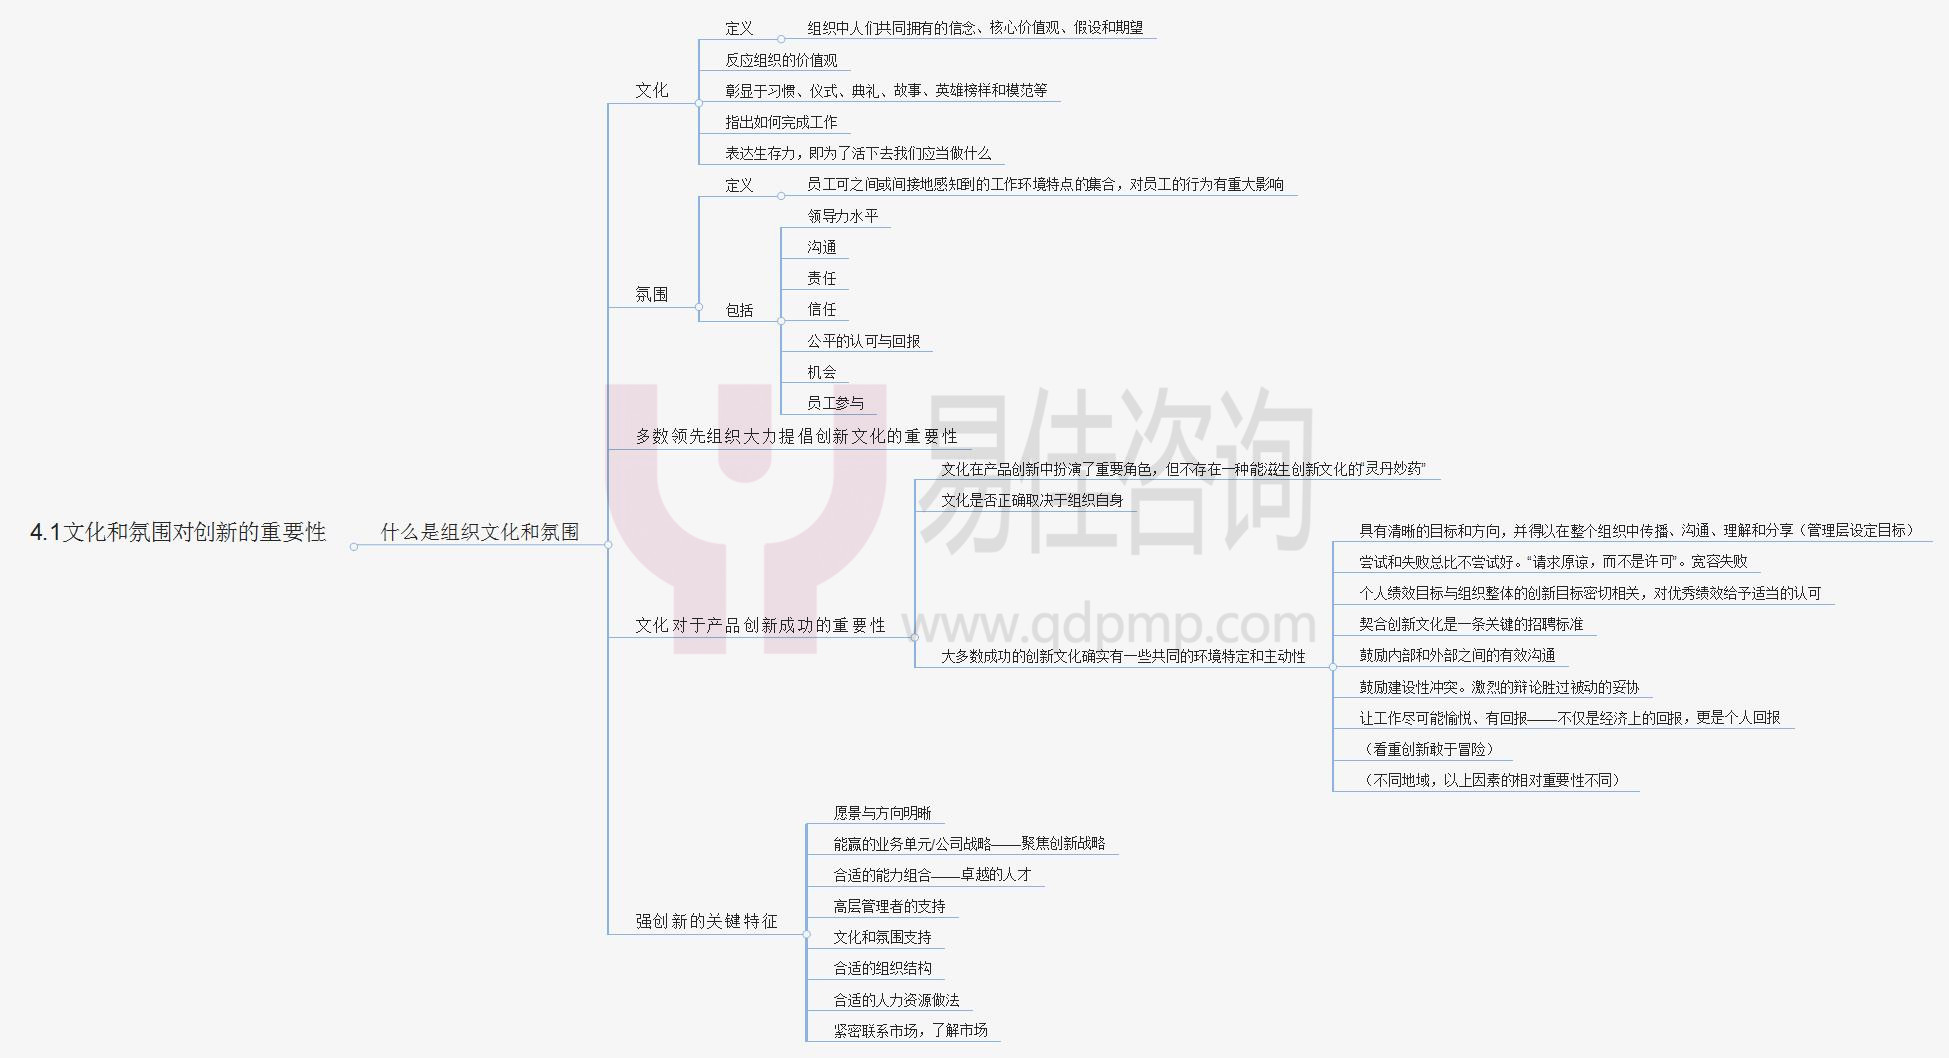 4.1文化和氛围对创新的重要性
什么是组织文化和氛围
文化
定义
组织中人们共同拥有的信念、核心价值观、假设和期望
反应组织的价值观
彰显于习惯、仪式、典礼、故事、英雄榜样和模范等
指出如何完成工作
表达生存力，即为了活下去我们应当做什么
氛围
定义
员工可之间或间接地感知到的工作环境特点的集合，对员工的行为有重大影响
包括
领导力水平
沟通
责任
信任
公平的认可与回报
机会
员工参与
多数领先组织大力提倡创新文化的重要性
文化对于产品创新成功的重要性
文化在产品创新中扮演了重要角色，但不存在一种能滋生创新文化的“灵丹妙药”
文化是否正确取决于组织自身
大多数成功的创新文化确实有一些共同的环境特定和主动性
具有清晰的目标和方向，并得以在整个组织中传播、沟通、理解和分享（管理层设定目标）
尝试和失败总比不尝试好。“请求原谅，而不是许可”。宽容失败
个人绩效目标与组织整体的创新目标密切相关，对优秀绩效给予适当的认可
契合创新文化是一条关键的招聘标准
鼓励内部和外部之间的有效沟通
鼓励建设性冲突。激烈的辩论胜过被动的妥协
让工作尽可能愉悦、有回报——不仅是经济上的回报，更是个人回报
（看重创新敢于冒险）
（不同地域，以上因素的相对重要性不同）
强创新的关键特征
愿景与方向明晰
能赢的业务单元/公司战略——聚焦创新战略
合适的能力组合——卓越的人才
高层管理者的支持
文化和氛围支持
合适的组织结构
合适的人力资源做法
紧密联系市场，了解市场
易佳咨询
www.qdpmp.com